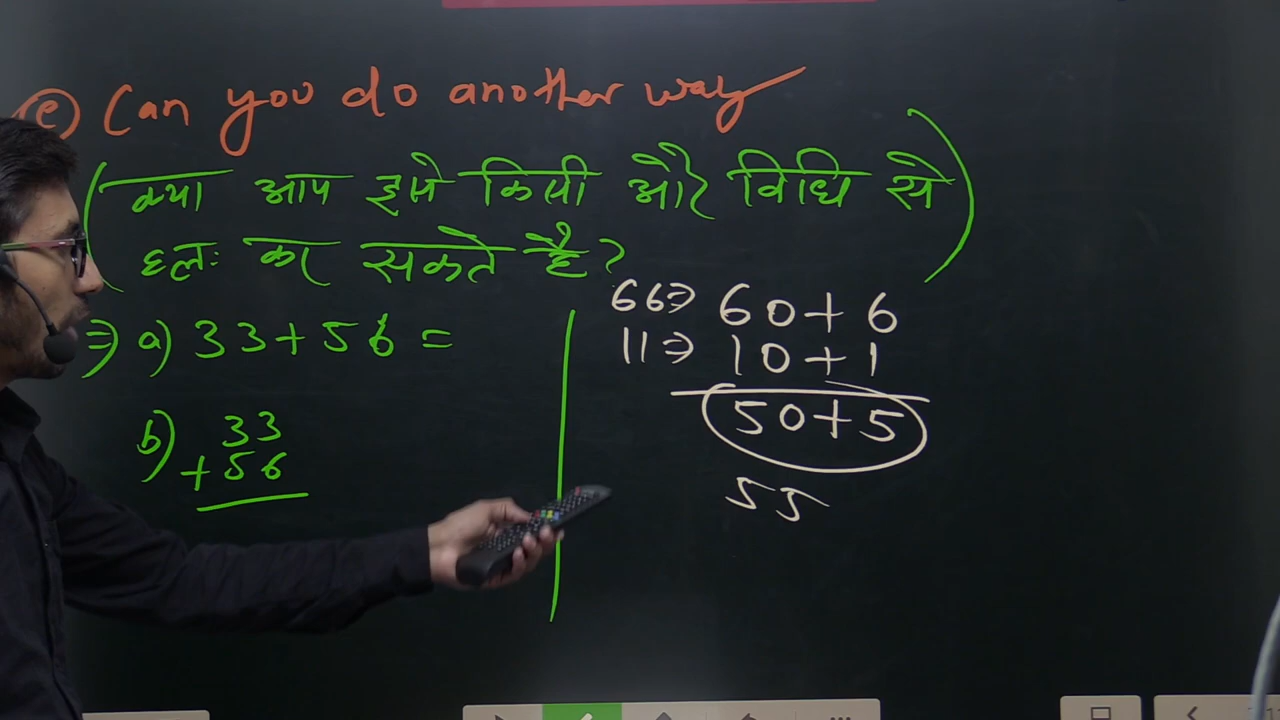 (e) Can you do another way
(क्या आप इसे किसी और विधि से
हलः कर सकते है?)
⇒ a) 33+56=
b) 33
+56
66⇒ 60+6
11⇒ 10+1
50+5
55